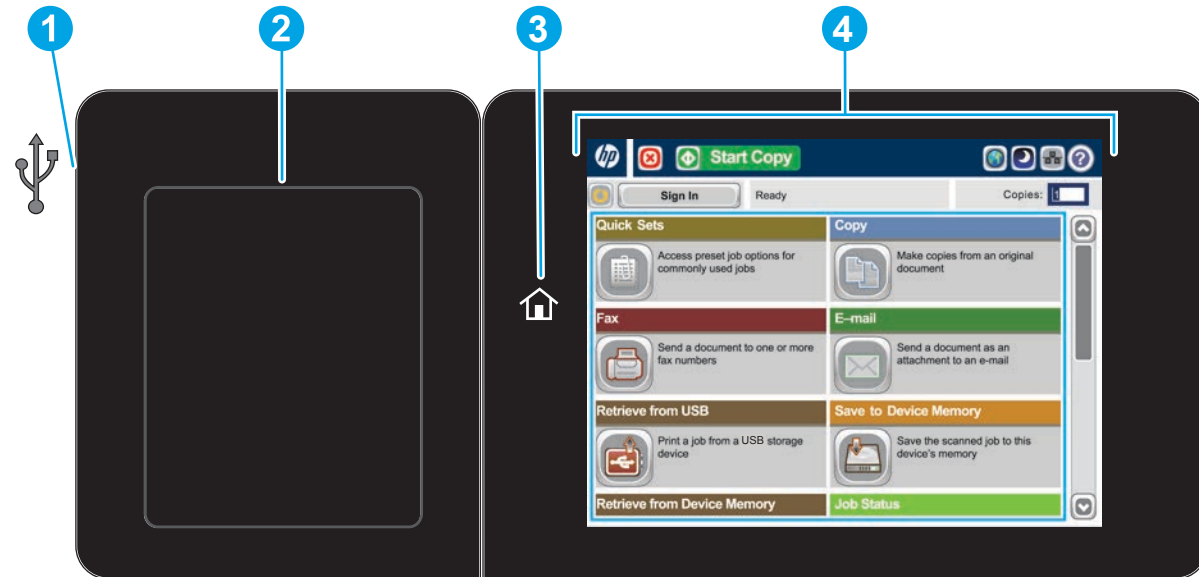 1
2
3
4
hp
Start Copy
?
Sign In
Ready
Copies:
1
Quick Sets
Copy
Access preset job options for
commonly used jobs
Make copies from an original
document
Fax
E–mail
Send a document to one or more
fax numbers
Send a document as an
attachment to an e-mail
Retrieve from USB
Save to Device Memory
Print a job from a USB storage
device
Save the scanned job to this
device's memory
Retrieve from Device Memory
Job Status